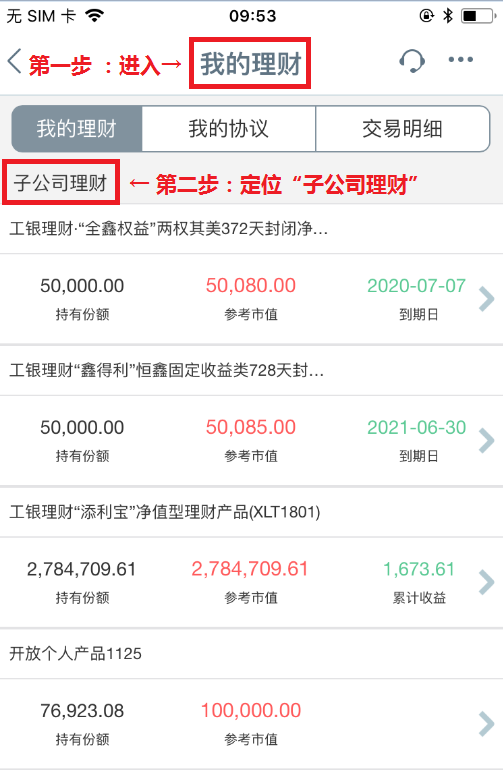 无 SIM 卡 09:53
第一步 ：进入→ 我的理财
我的理财 我的协议 交易明细
子公司理财 ← 第二步：定位“子公司理财”
工银理财·“全鑫权益”两权其美372天封闭净...
50,000.00 50,080.00 2020-07-07
持有份额 参考市值 到期日
工银理财“鑫得利”恒鑫固定收益类728天封...
50,000.00 50,085.00 2021-06-30
持有份额 参考市值 到期日
工银理财“添利宝”净值型理财产品(XLT1801)
2,784,709.61 2,784,709.61 1,673.61
持有份额 参考市值 累计收益
开放个人产品1125
76,923.08 100,000.00
持有份额 参考市值